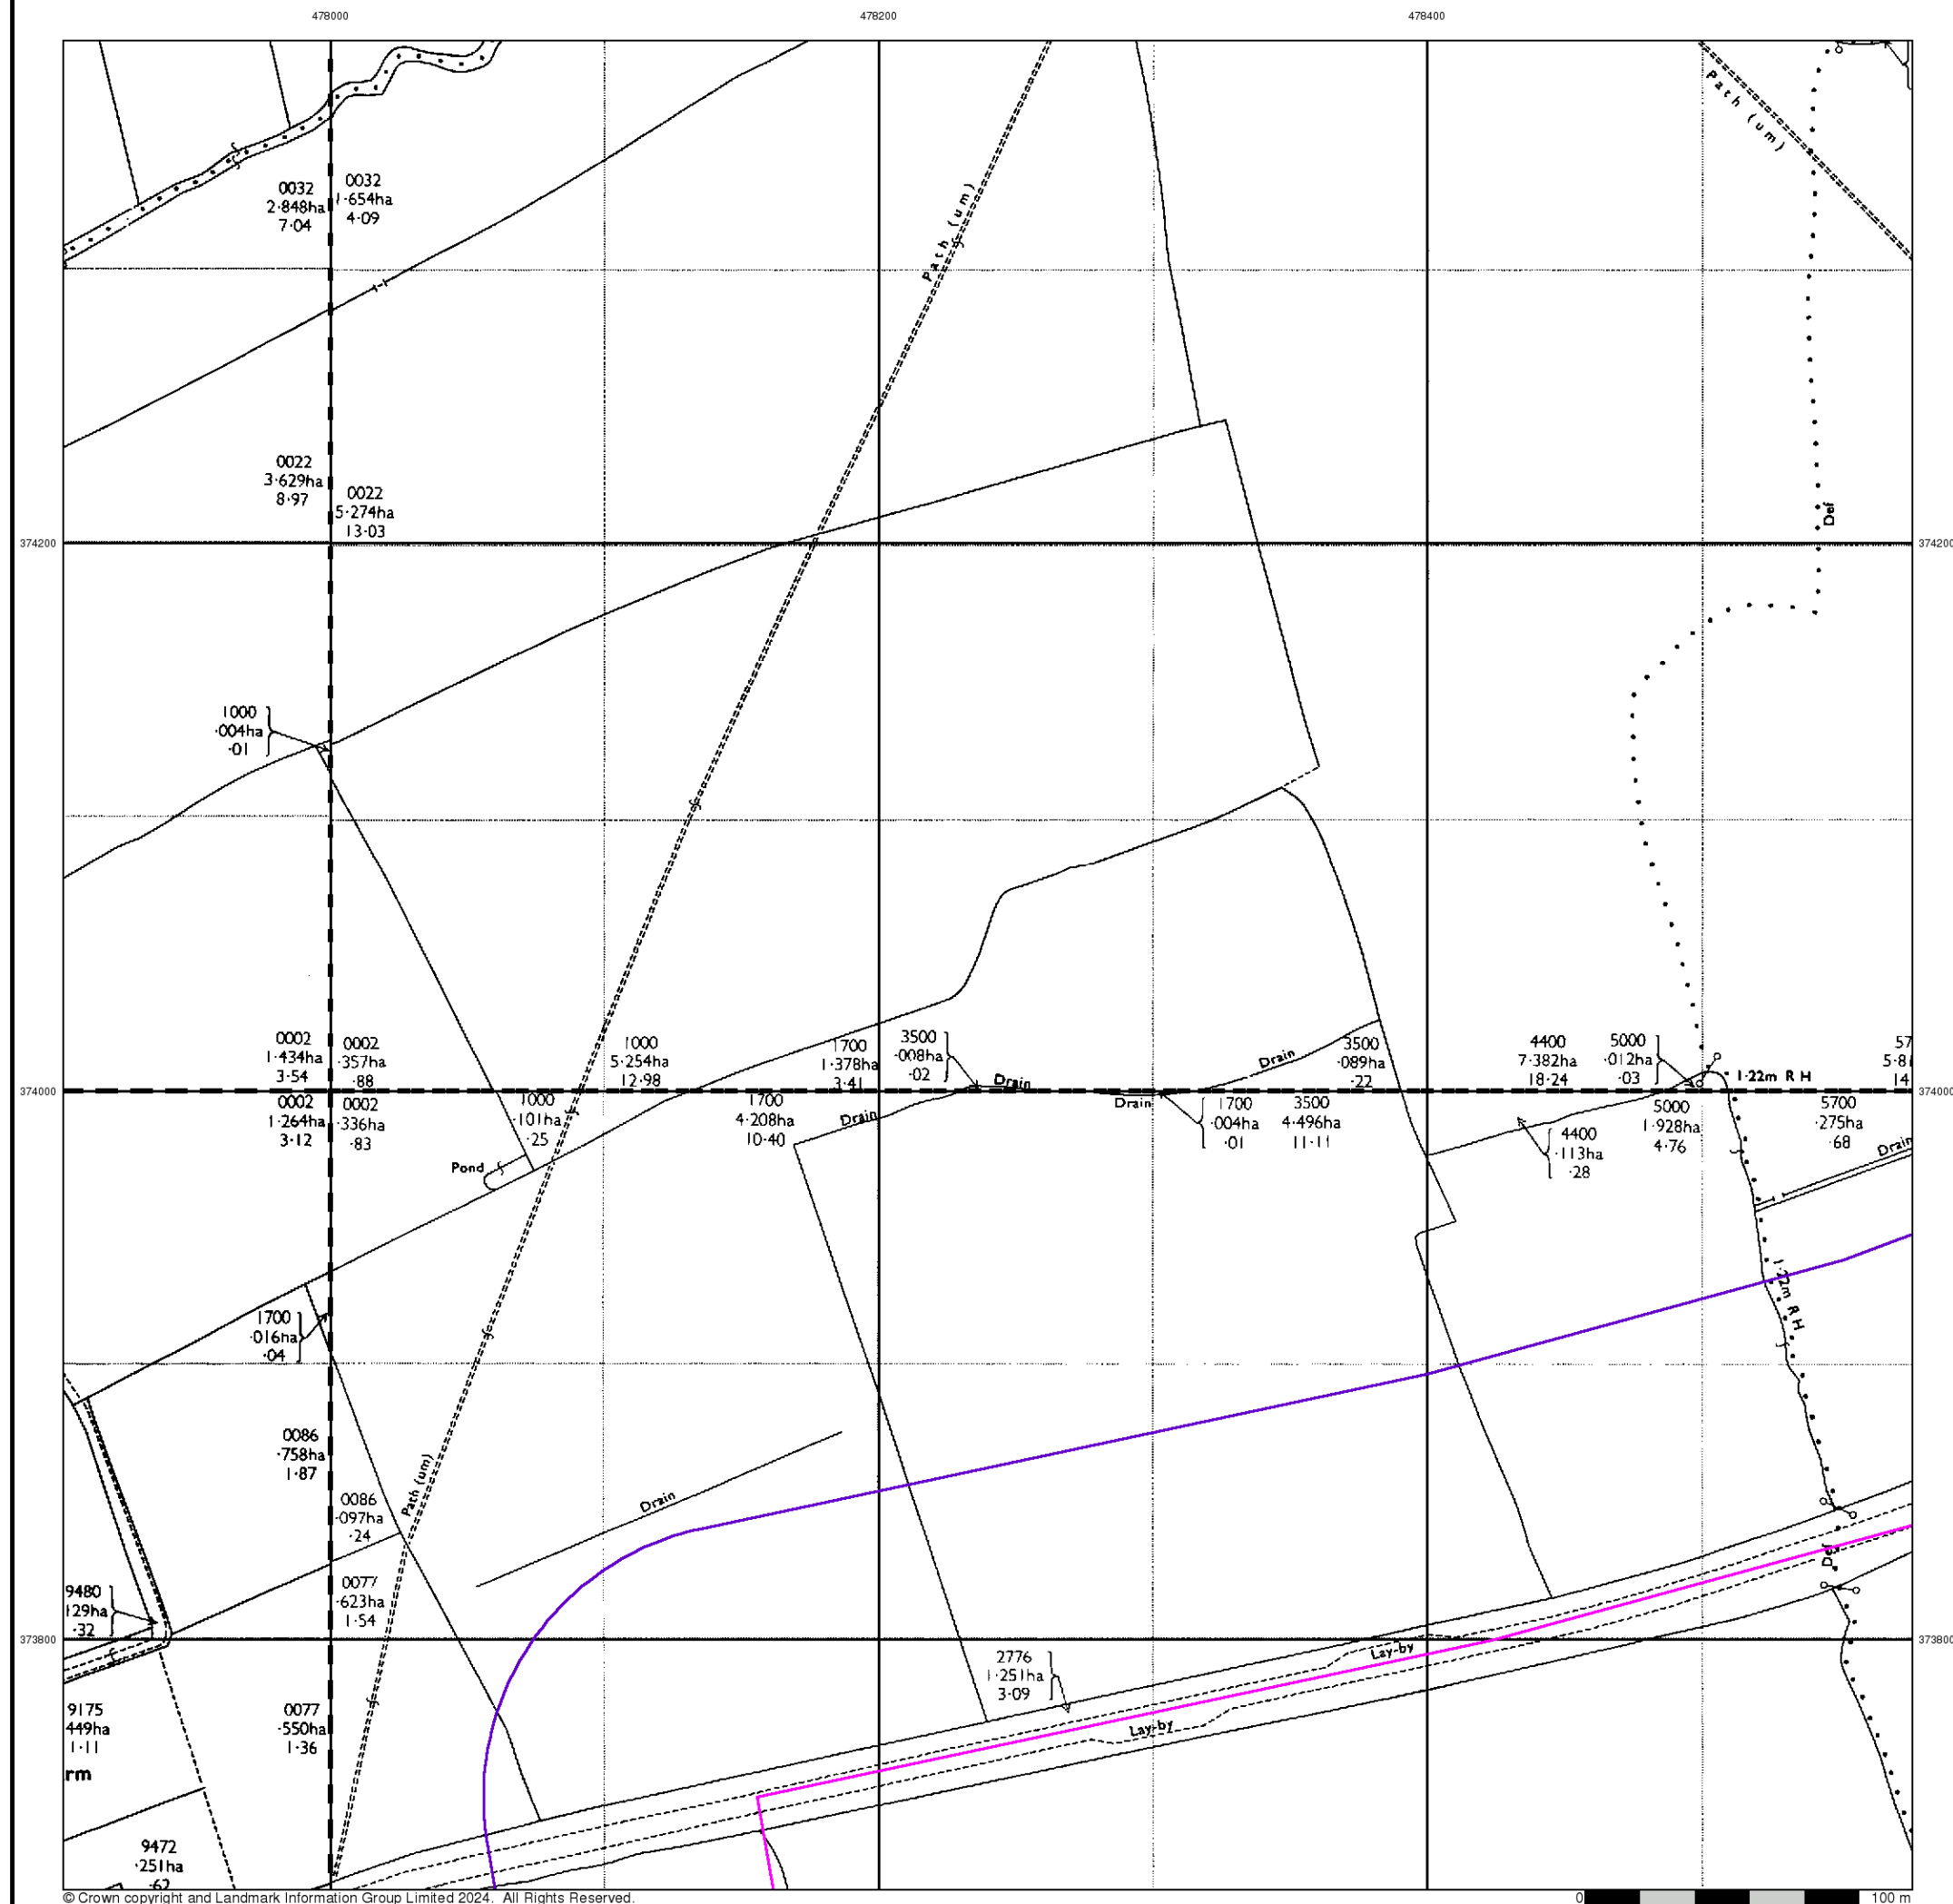 478000
478200
478400
Path (um)
Path (um)
0032
2·848ha
7·04
0032
1·654ha
4·09
0022
3·629ha
8·97
0022
5·274ha
13·03
Def
374200
374200
1000
·004ha
·01
0002
1·434ha
3·54
0002
·357ha
·88
1000
5·254ha
12·98
1700
1·378ha
3·41
3500
·008ha
·02
Drain
Drain
3500
·089ha
·22
4400
7·382ha
18·24
5000
·012ha
·03
1·22m R H
57
5·81
14
374000
374000
0002
1·264ha
3·12
0002
·336ha
·83
1000
·101ha
·25
1700
4·208ha
10·40
Drain
Drain
1700
·004ha
·01
3500
4·496ha
11·11
4400
·113ha
·28
5000
1·928ha
4·76
5700
·275ha
·68
Drain
Pond
1·22m R H
1700
·016ha
·04
0086
·758ha
1·87
Path (um)
0086
·097ha
·24
Drain
Def
9480
129ha
·32
0077
·623ha
1·54
373800
373800
Lay-by
2776
1·251ha
3·09
Lay-by
9175
449ha
1·11
0077
·550ha
1·36
rm
9472
·251ha
·62
© Crown copyright and Landmark Information Group Limited 2024. All Rights Reserved.
0
100 m